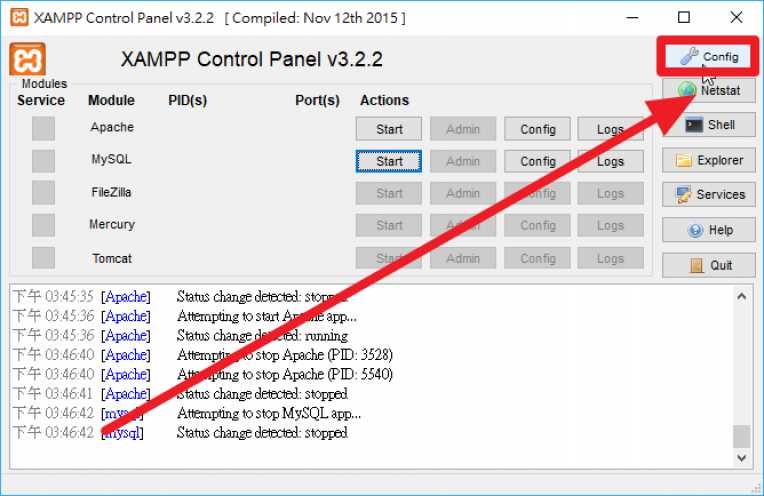 XAMPP Control Panel v3.2.2 [ Compiled: Nov 12th 2015 ]
XAMPP Control Panel v3.2.2
Config
Modules
Service Module PID(s) Port(s) Actions
Netstat
Apache Start Admin Config Logs
Shell
MySQL Start Admin Config Logs
Explorer
FileZilla Start Admin Config Logs
Services
Mercury Start Admin Config Logs
Help
Tomcat Start Admin Config Logs
Quit
下午 03:45:35 [Apache] Status change detected: stopped
下午 03:45:36 [Apache] Attempting to start Apache app...
下午 03:45:36 [Apache] Status change detected: running
下午 03:46:40 [Apache] Attempting to stop Apache (PID: 3528)
下午 03:46:40 [Apache] Attempting to stop Apache (PID: 5540)
下午 03:46:41 [Apache] Status change detected: stopped
下午 03:46:42 [mysql] Attempting to stop MySQL app...
下午 03:46:42 [mysql] Status change detected: stopped